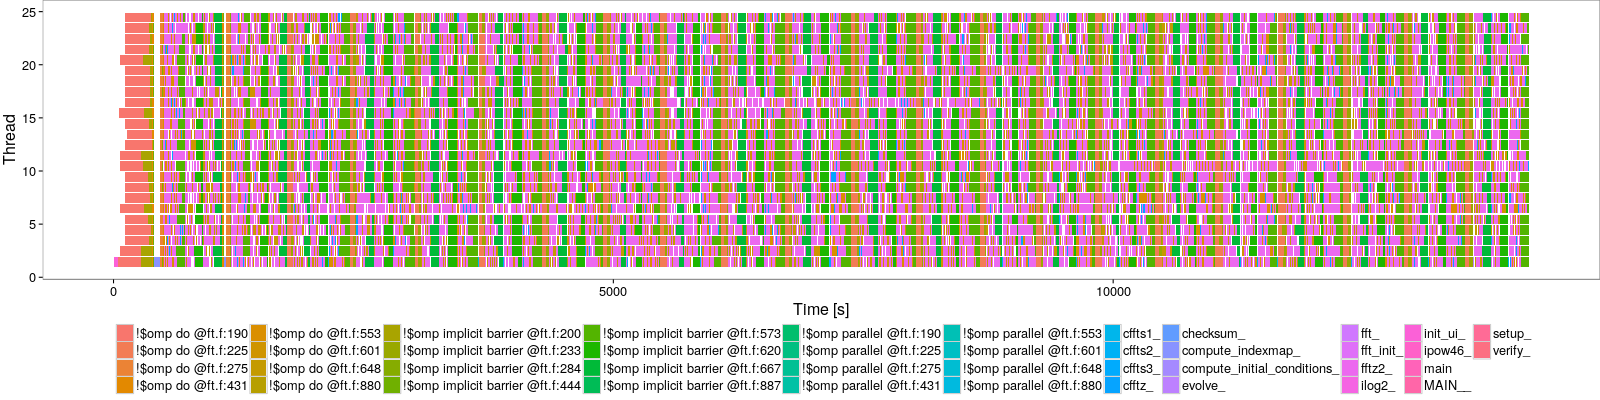 25
20
15
10
5
0
Thread
0 5000 10000
Time [s]
!$omp do @ft.f:190 !$omp do @ft.f:553 !$omp implicit barrier @ft.f:200 !$omp implicit barrier @ft.f:573 !$omp parallel @ft.f:190 !$omp parallel @ft.f:553 cffts1_ checksum_ fft_ init_ui_ setup_
!$omp do @ft.f:225 !$omp do @ft.f:601 !$omp implicit barrier @ft.f:233 !$omp implicit barrier @ft.f:620 !$omp parallel @ft.f:225 !$omp parallel @ft.f:601 cffts2_ compute_indexmap_ fft_init_ ipow46_ verify_
!$omp do @ft.f:275 !$omp do @ft.f:648 !$omp implicit barrier @ft.f:284 !$omp implicit barrier @ft.f:667 !$omp parallel @ft.f:275 !$omp parallel @ft.f:648 cffts3_ compute_initial_conditions_ fftz2_ main
!$omp do @ft.f:431 !$omp do @ft.f:880 !$omp implicit barrier @ft.f:444 !$omp implicit barrier @ft.f:887 !$omp parallel @ft.f:431 !$omp parallel @ft.f:880 cfftz_ evolve_ ilog2_ MAIN__